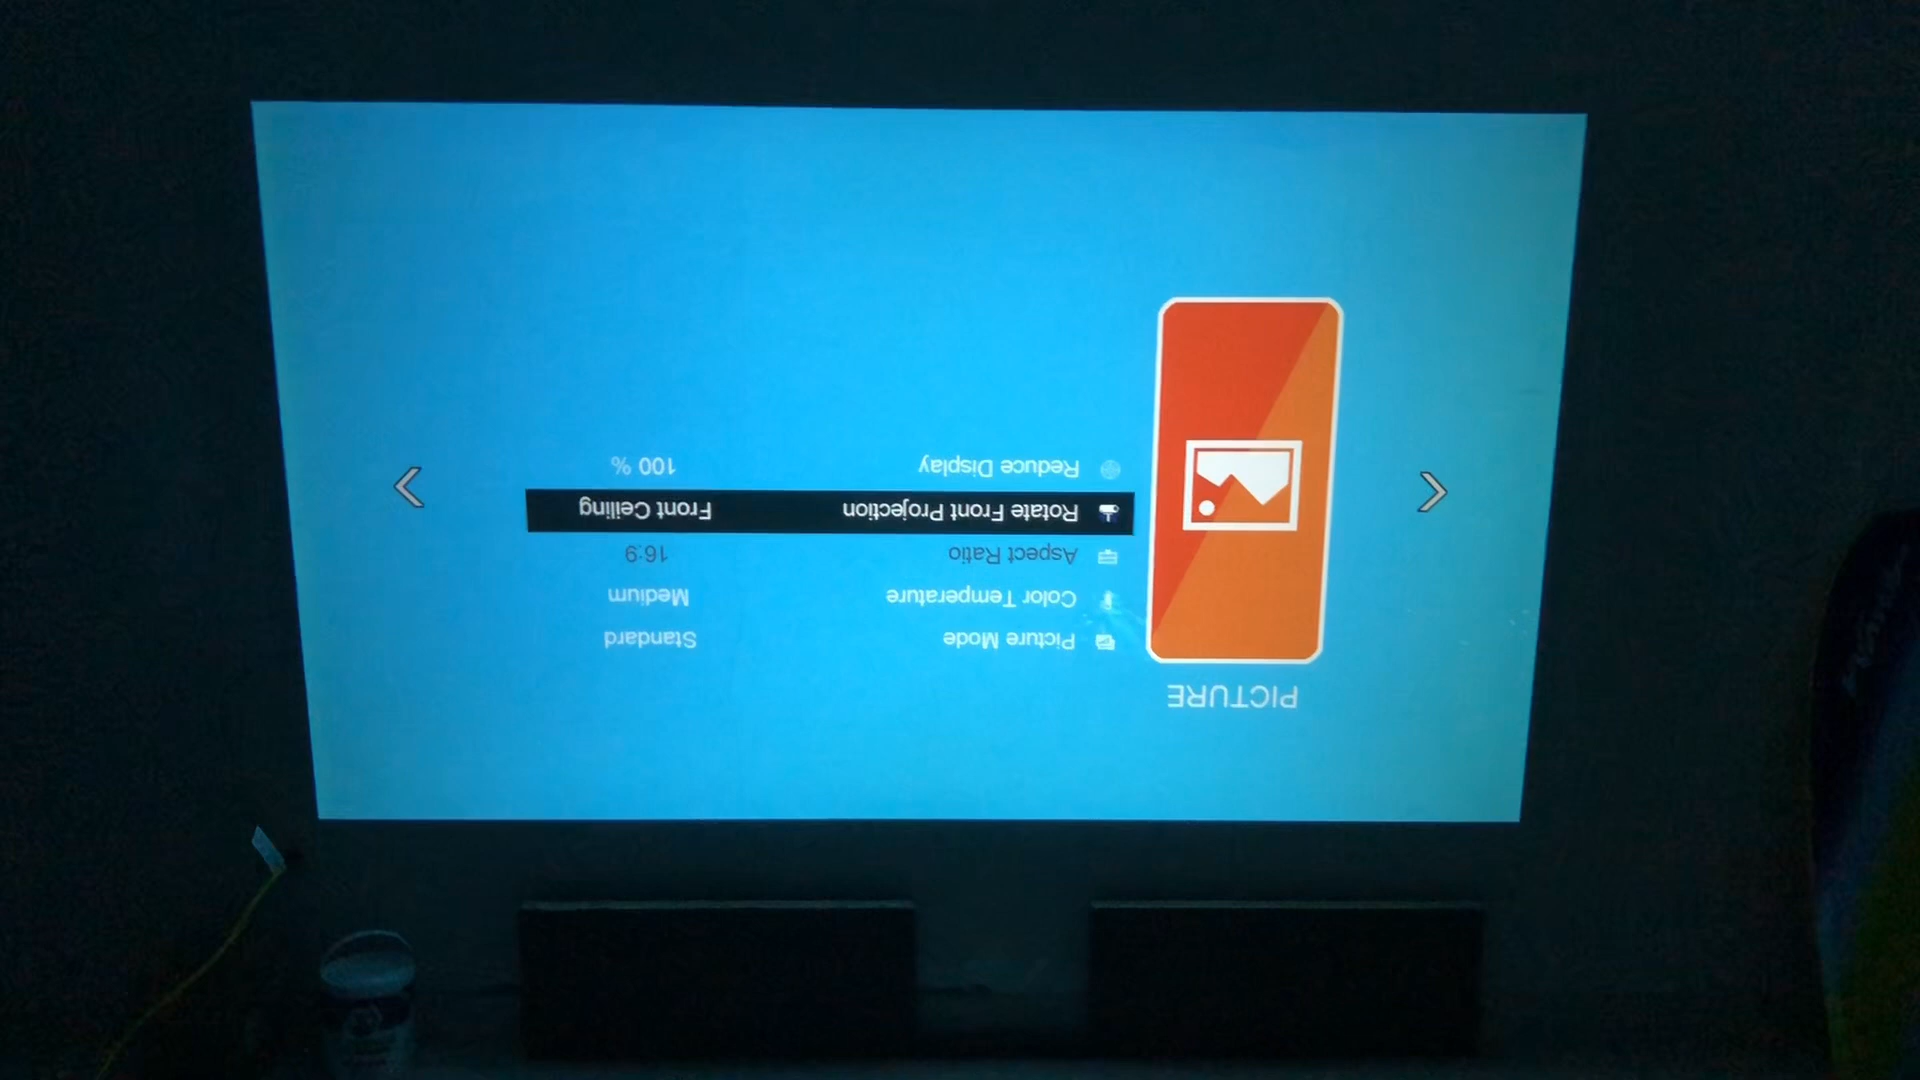 PICTURE
Picture Mode Standard
Color Temperature Medium
Aspect Ratio 16:9
Rotate Front Projection Front Ceiling
Reduce Display 100 %